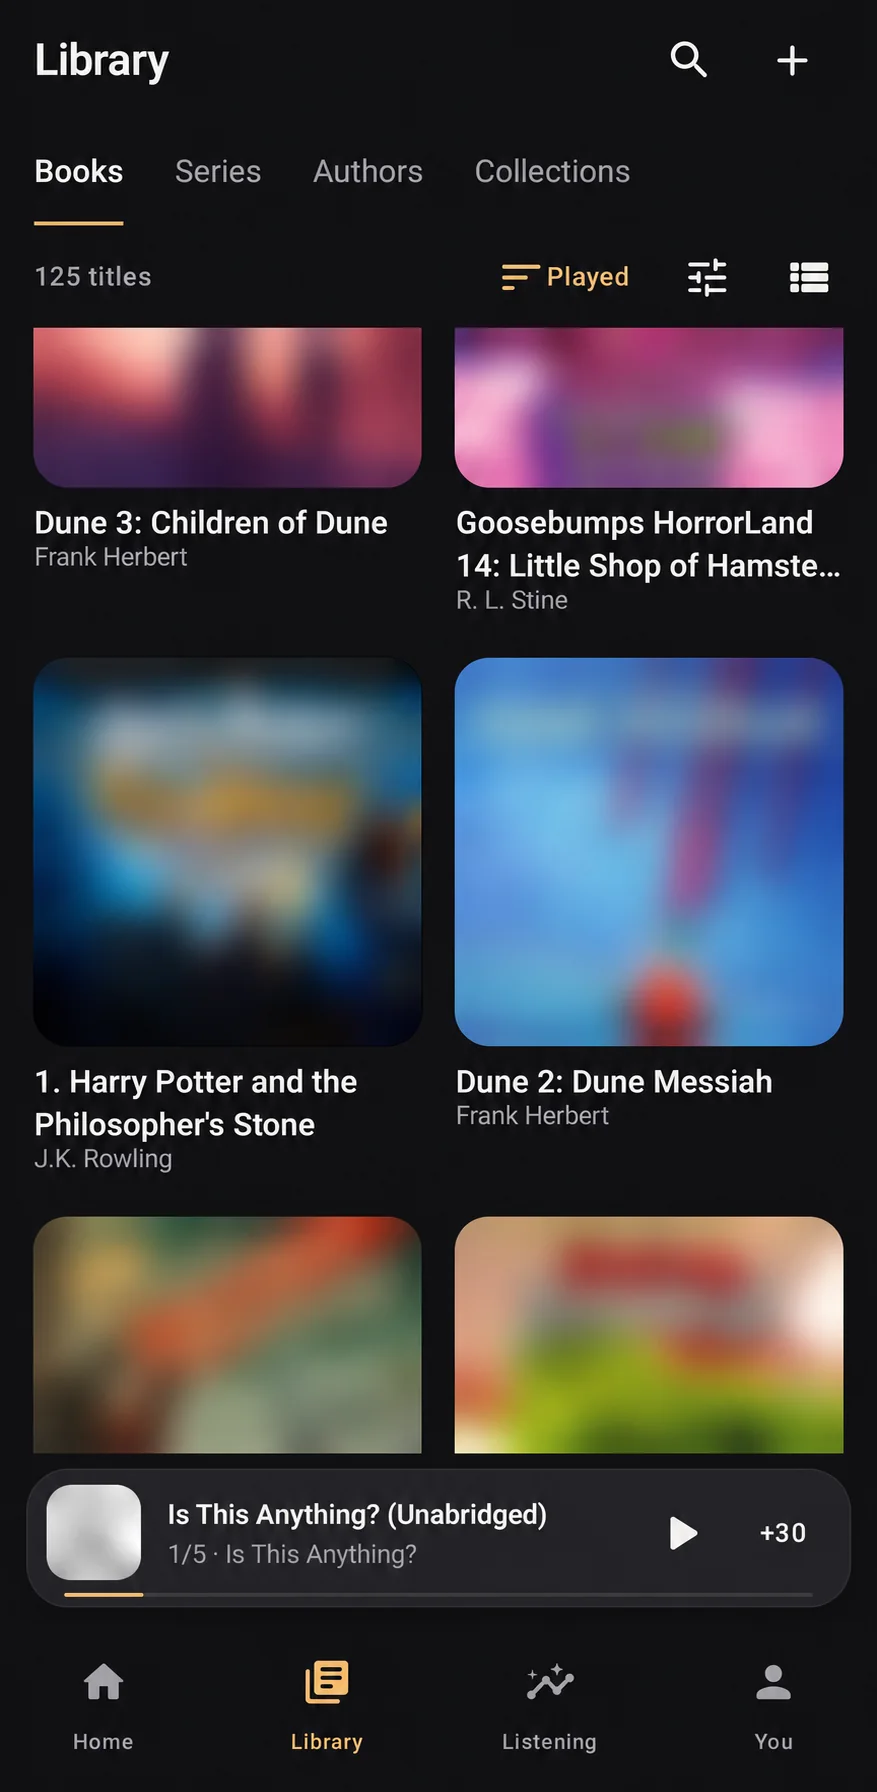 Library
Books
Series
Authors
Collections
125 titles
Played
Dune 3: Children of Dune
Frank Herbert
Goosebumps HorrorLand
14: Little Shop of Hamste...
R. L. Stine
1. Harry Potter and the
Philosopher's Stone
J.K. Rowling
Dune 2: Dune Messiah
Frank Herbert
Is This Anything? (Unabridged)
1/5 · Is This Anything?
+30
Home
Library
Listening
You